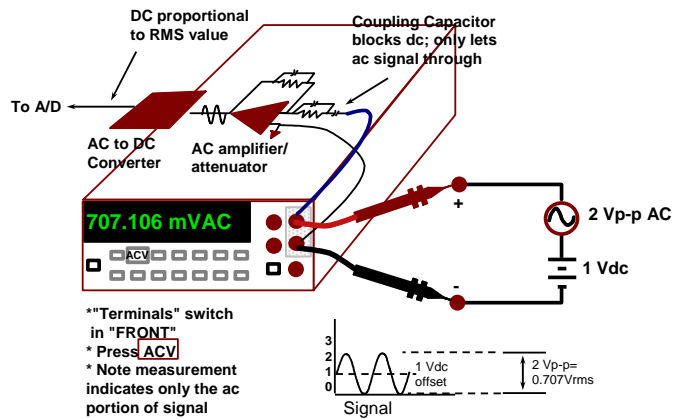 DC proportional
to RMS value
Coupling Capacitor
blocks dc; only lets
ac signal through
To A/D
AC to DC
Converter
AC amplifier/
attenuator
707.106 mVAC
ACV
+
2 Vp-p AC
1 Vdc
-
*"Terminals" switch
in "FRONT"
* Press ACV
* Note measurement
indicates only the ac
portion of signal
3
2
1
0
1 Vdc
offset
2 Vp-p=
0.707Vrms
Signal